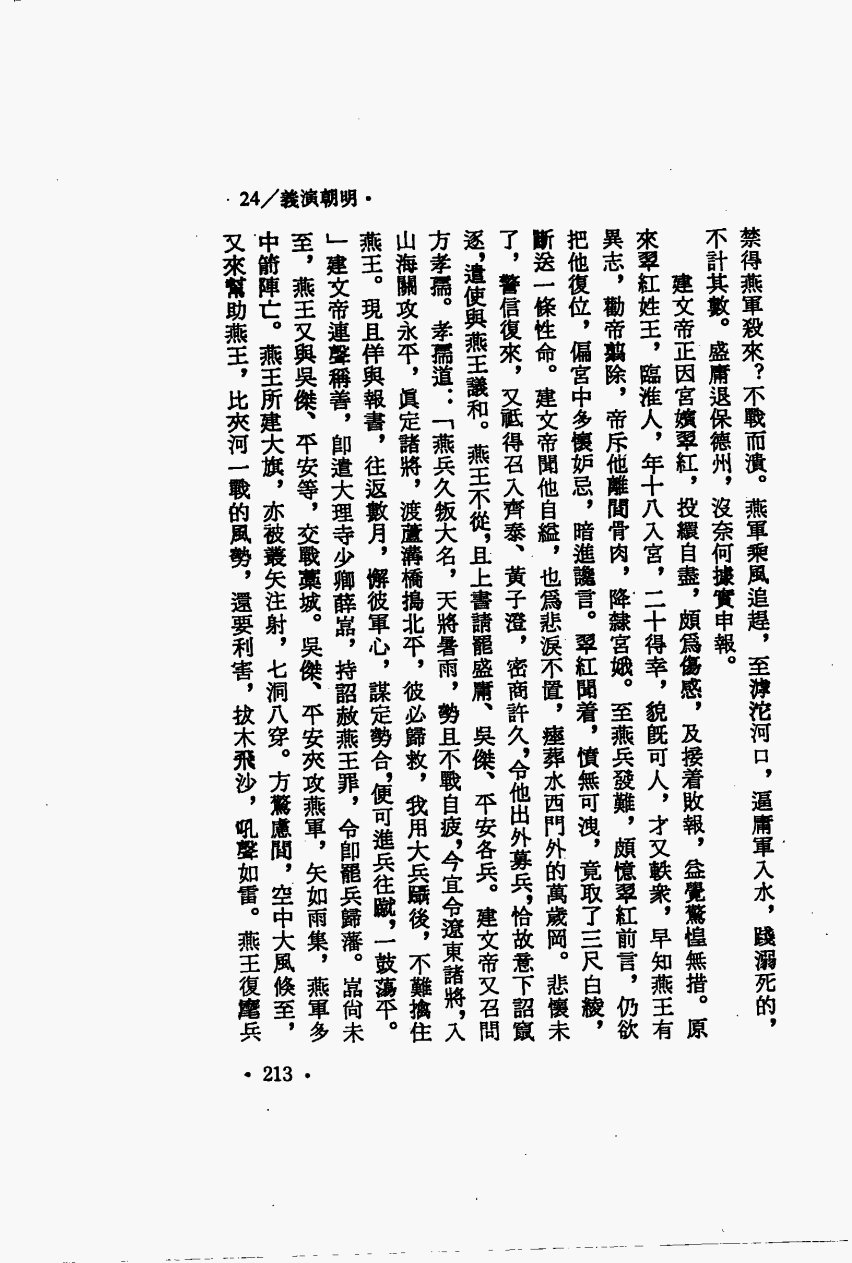 24/義演朝明
禁得燕軍殺來？不戰而潰。燕軍乘風追趕，至滹沱河口，逼庸軍入水，踐溺死的，
不計其數。盛庸退保德州，沒奈何據實申報。
建文帝正因宮嬪翠紅，投繯自盡，頗爲傷感，及接着敗報，益覺驚惶無措。原
來翠紅姓王，臨淮人，年十八入宮，二十得幸，貌旣可人，才又軼衆，早知燕王有
異志，勸帝翦除，帝斥他離間骨肉，降隸宮娥。至燕兵發難，頗憶翠紅前言，仍欲
把他復位，偏宮中多懷妒忌，暗進讒言。翠紅聞着，憤無可洩，竟取了三尺白綾，
斷送一條性命。建文帝聞他自縊，也爲悲淚不置，瘞葬水西門外的萬歲岡。悲懷未
了，警信復來，又祗得召入齊泰、黃子澄，密商許久，令他出外募兵，恰故意下詔竄
逐，遣使與燕王議和。燕王不從，且上書請罷盛庸、吳傑、平安各兵。建文帝又召問
方孝孺。孝孺道：「燕兵久叛大名，天將暑雨，勢且不戰自疲，今宜令遼東諸將，入
山海關攻永平，眞定諸將，渡蘆溝橋搗北平，彼必歸救，我用大兵躡後，不難擒住
燕王。現且佯與報書，往返數月，懈彼軍心，謀定勢合，便可進兵往蹴，一鼓蕩平。
」建文帝連聲稱善，卽遣大理寺少卿薛嵓，持詔赦燕王罪，令卽罷兵歸藩。嵓尙未
至，燕王又與吳傑、平安等，交戰藁城。吳傑、平安夾攻燕軍，矢如雨集，燕軍多
中箭陣亡。燕王所建大旗，亦被叢矢注射，七洞八穿。方驚慮間，空中大風倏至，
又來幫助燕王，比夾河一戰的風勢，還要利害，拔木飛沙，吼聲如雷。燕王復麾兵
213